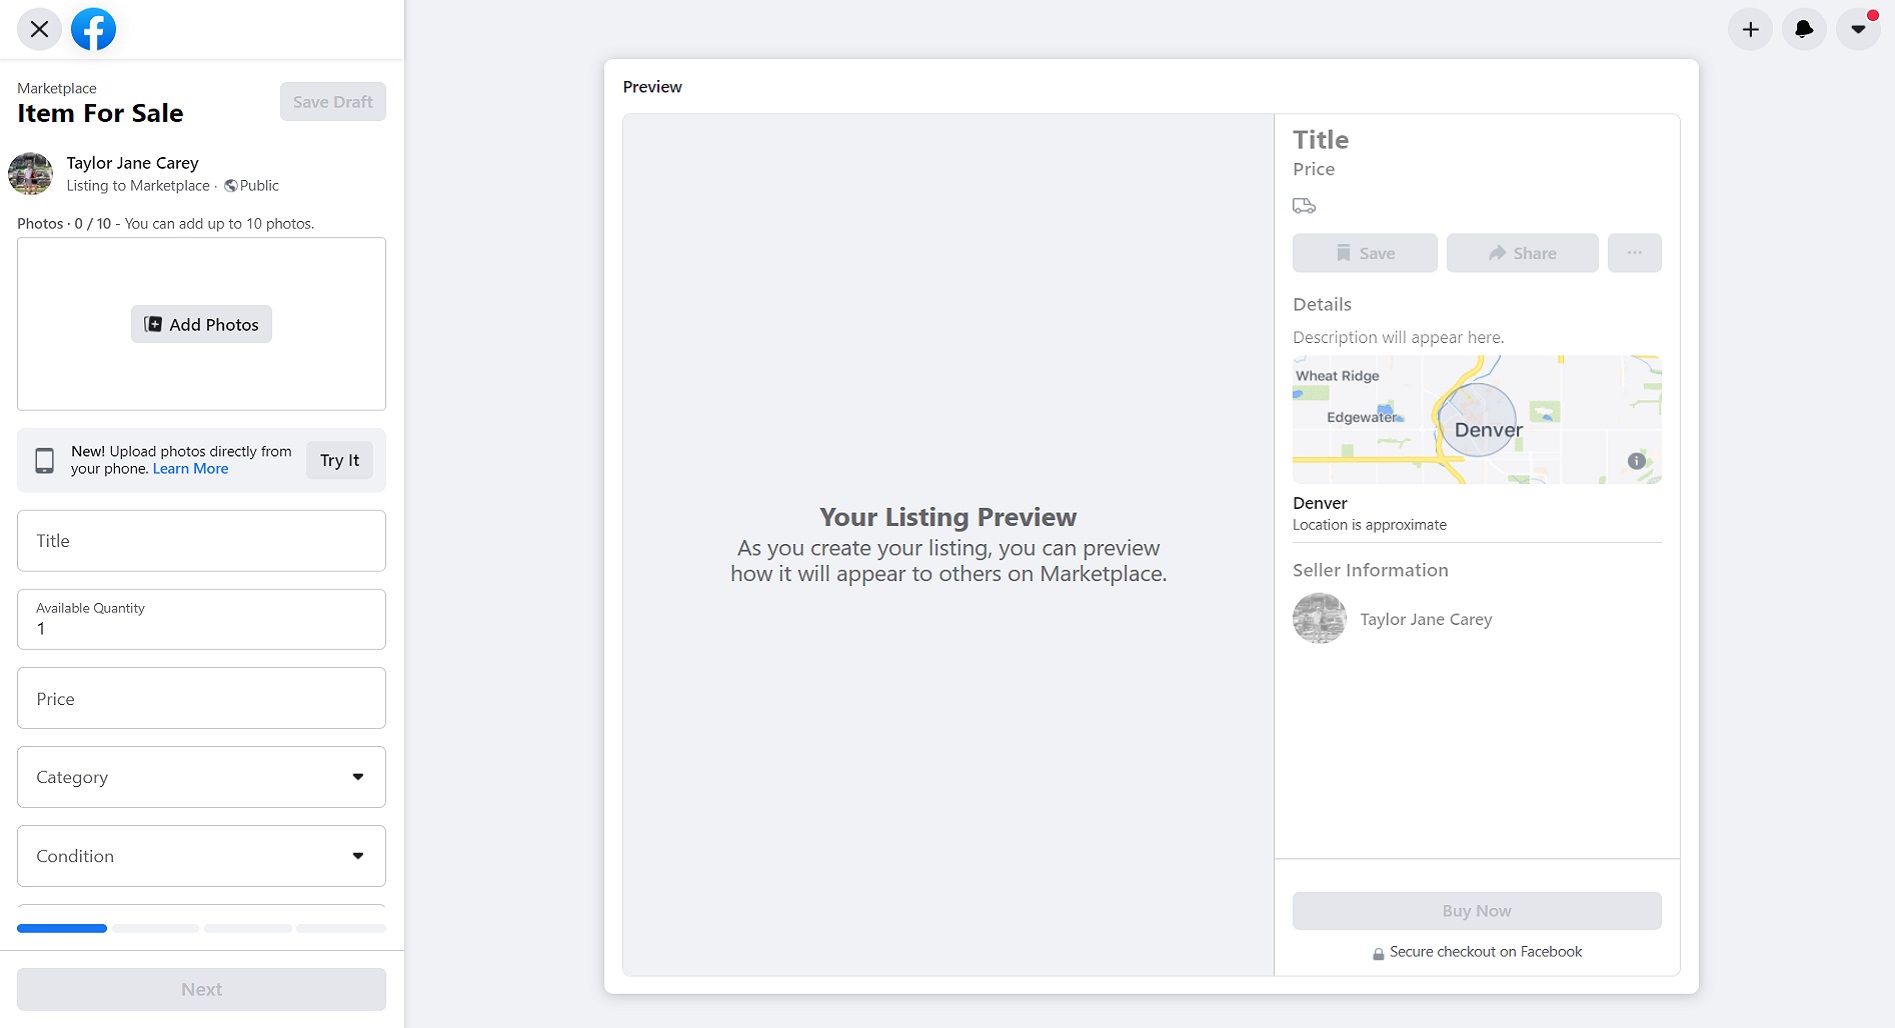 Marketplace
Item For Sale
Save Draft
Taylor Jane Carey
Listing to Marketplace · Public
Photos · 0 / 10 - You can add up to 10 photos.
Add Photos
New! Upload photos directly from
your phone. Learn More
Try It
Title
Available Quantity
1
Price
Category
Condition
Next
Preview
Your Listing Preview
As you create your listing, you can preview
how it will appear to others on Marketplace.
Title
Price
Save
Share
Details
Description will appear here.
Wheat Ridge
Edgewater
Denver
Denver
Location is approximate
Seller Information
Taylor Jane Carey
Buy Now
Secure checkout on Facebook